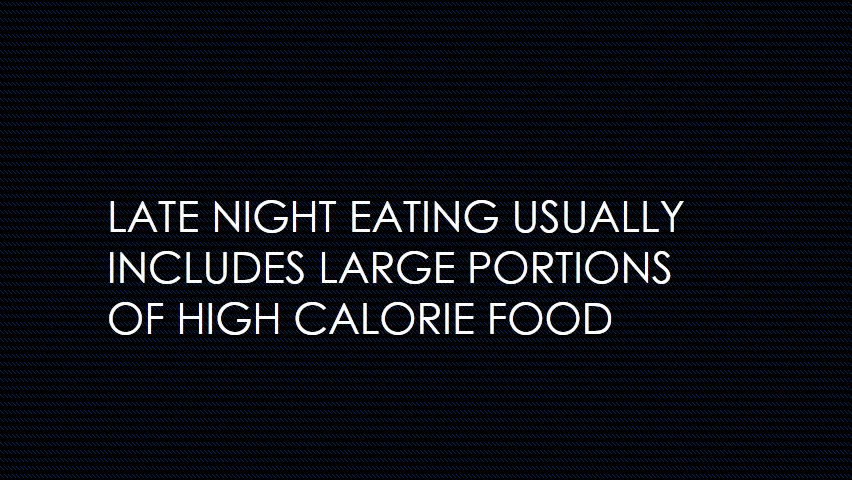 LATE NIGHT EATING USUALLY
INCLUDES LARGE PORTIONS
OF HIGH CALORIE FOOD